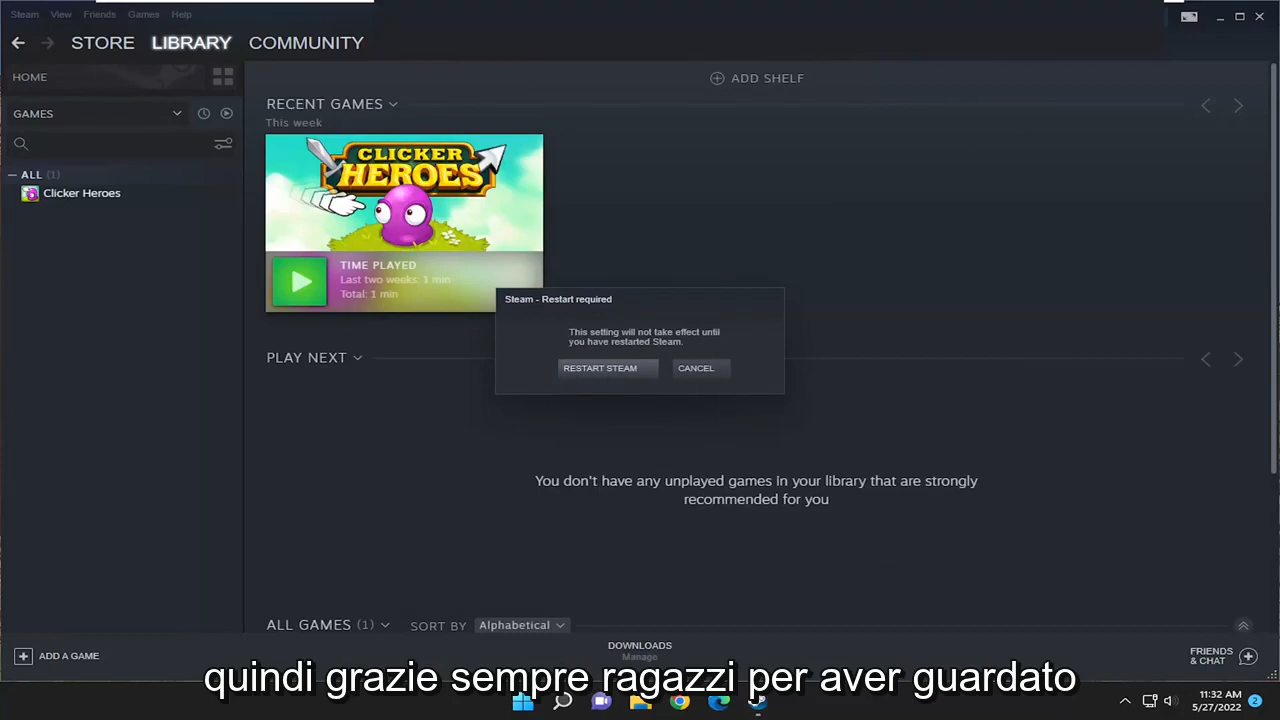 Steam View Friends Games Help
STORE LIBRARY COMMUNITY
HOME
ADD SHELF
GAMES
RECENT GAMES
This week
CLICKER
HEROES
ALL (1)
Clicker Heroes
TIME PLAYED
Last two weeks: 1 min
Total: 1 min
Steam - Restart required
This setting will not take effect until
you have restarted Steam.
RESTART STEAM CANCEL
PLAY NEXT
You don't have any unplayed games in your library that are strongly
recommended for you
ALL GAMES (1) SORT BY Alphabetical
ADD A GAME
DOWNLOADS
Manage
FRIENDS
& CHAT
quindi grazie sempre ragazzi per aver guardato
11:32 AM
5/27/2022
2